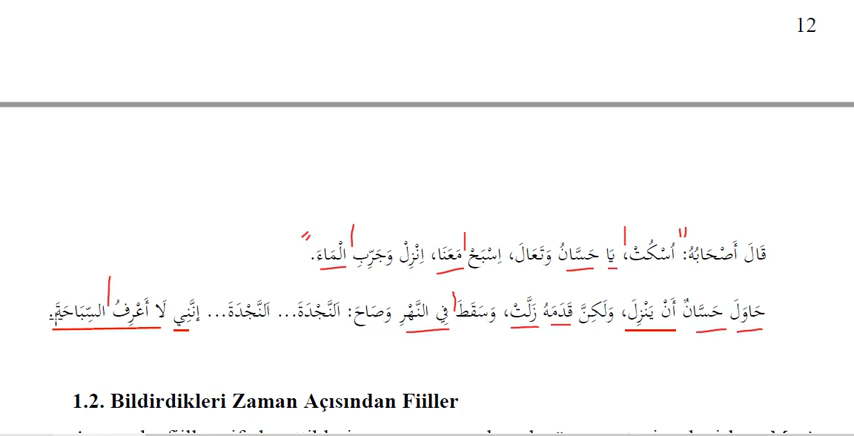 12
قَالَ أَصْحَابُهُ: اُسْكُتْ، يَا حَسَّانُ وَتَعَالَ، اِسْبَحْ مَعَنَا، اِنْزِلْ وَجَرِّبِ الْمَاءَ.
حَاوَلَ حَسَّانٌ أَنْ يَنْزِلَ، وَلَكِنَّ قَدَمَهُ زَلَّتْ، وَسَقَطَ فِي النَّهْرِ وَصَاحَ: اَلنَّجْدَةَ... اَلنَّجْدَةَ... إنَّنِي لَا أَعْرِفُ السِّبَاحَةَ.
1.2. Bildirdikleri Zaman Açısından Fiiller